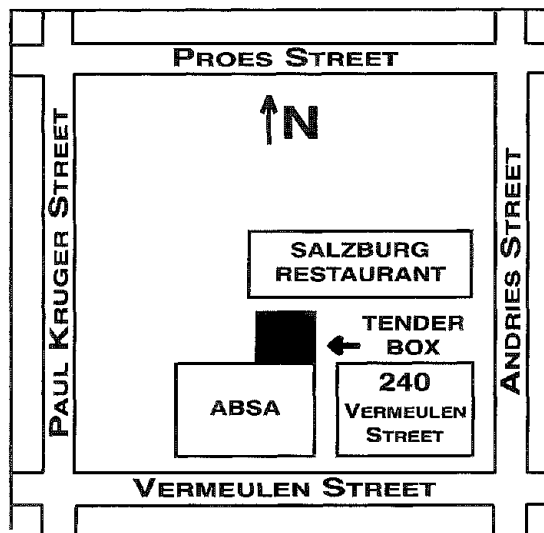 PROES STREET
N
PAUL KRUGER STREET
ANDRIES STREET
SALZBURG
RESTAURANT
TENDER
BOX
ABSA
240
VERMEULEN
STREET
VERMEULEN STREET